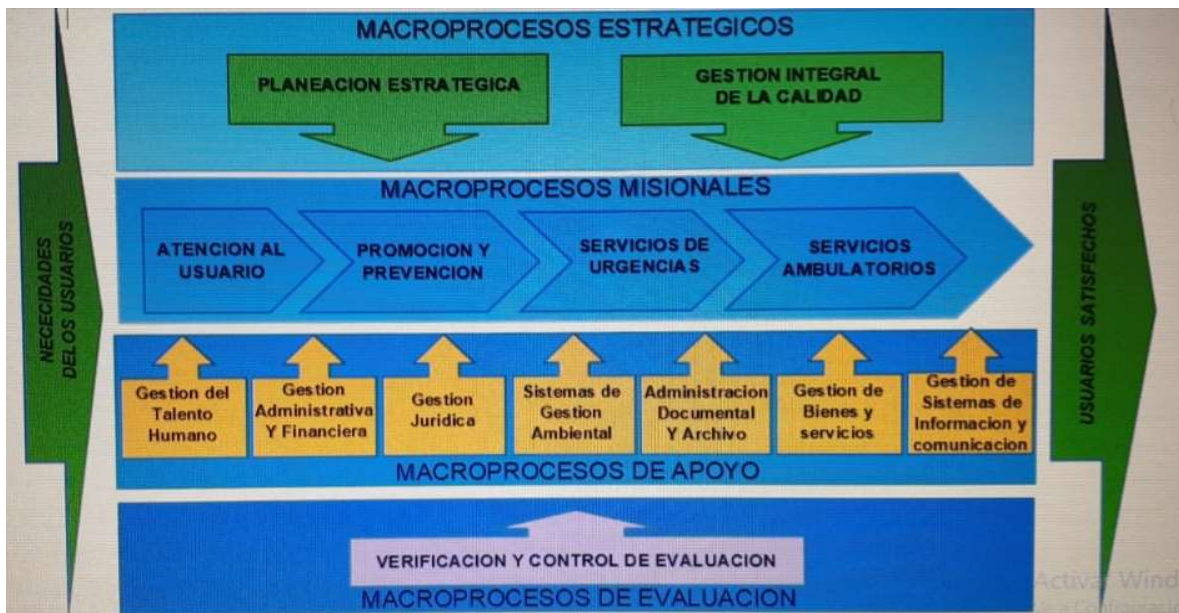 MACROPROCESOS ESTRATEGICOS
PLANEACION ESTRATEGICA
GESTION INTEGRAL
DE LA CALIDAD
NECECIDADES
DELOS USUARIOS
MACROPROCESOS MISIONALES
ATENCION AL
USUARIO
PROMOCION Y
PREVENCION
SERVICIOS DE
URGENCIAS
SERVICIOS
AMBULATORIOS
USUARIOS SATISFECHOS
Gestion del
Talento
Humano
Gestion
Administrativa
Y Financiera
Gestion
Juridica
Sistemas de
Gestion
Ambiental
Administracion
Documental
Y Archivo
Gestion de
Bienes y
servicios
Gestion de
Sistemas de
Informacion y
comunicacion
MACROPROCESOS DE APOYO
VERIFICACION Y CONTROL DE EVALUACION
MACROPROCESOS DE EVALUACION
Activar Wind